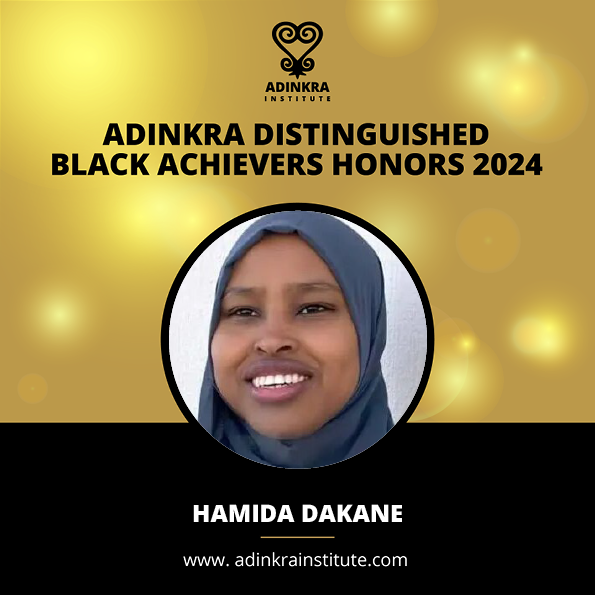 ADINKRA
INSTITUTE
ADINKRA DISTINGUISHED
BLACK ACHIEVERS HONORS 2024
HAMIDA DAKANE
www. adinkrainstitute.com